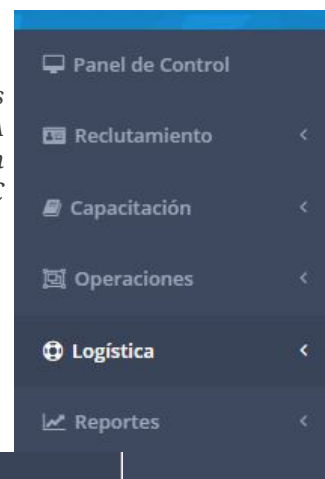 Panel de Control
Reclutamiento
Capacitación
Operaciones
Logística
Reportes